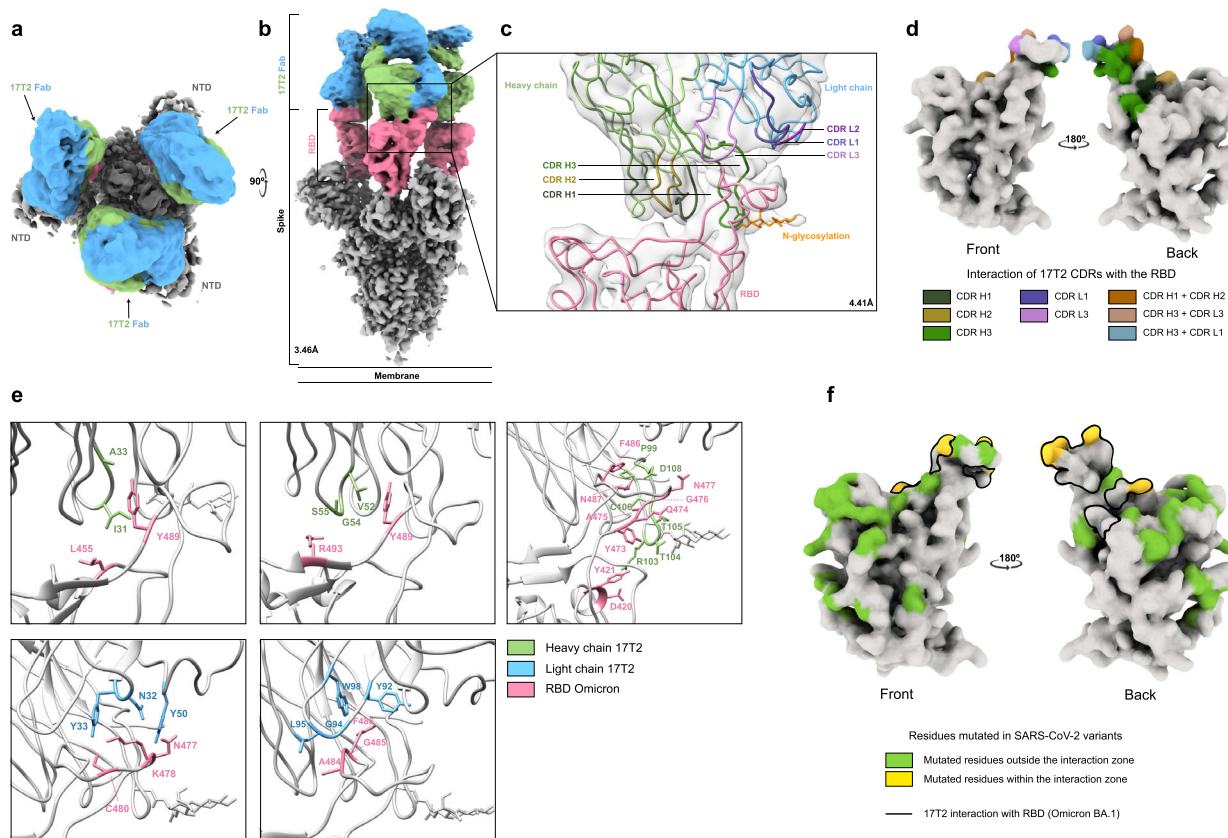 a
17T2 Fab
NTD
17T2 Fab
NTD
NTD
17T2 Fab
90º
b
17T2 Fab
RBD
Spike
3.46Å
Membrane
c
Heavy chain
Light chain
CDR L2
CDR L1
CDR L3
CDR H3
CDR H2
CDR H1
N-glycosylation
RBD
4.41Å
d
180º
Front
Back
Interaction of 17T2 CDRs with the RBD
CDR H1
CDR L1
CDR H1 + CDR H2
CDR H2
CDR L3
CDR H3 + CDR L3
CDR H3
CDR H3 + CDR L1
e
A33
I31
Y489
L455
V52
S55
G54
Y489
R493
F486
P99
D108
N477
N487
G476
C106
Q474
A475
T105
Y473
T104
R103
Y421
D420
N32
Y33
Y50
N477
K478
C480
W98
Y92
L95
G94
F486
G485
A484
Heavy chain 17T2
Light chain 17T2
RBD Omicron
f
180º
Front
Back
Residues mutated in SARS-CoV-2 variants
Mutated residues outside the interaction zone
Mutated residues within the interaction zone
17T2 interaction with RBD (Omicron BA.1)